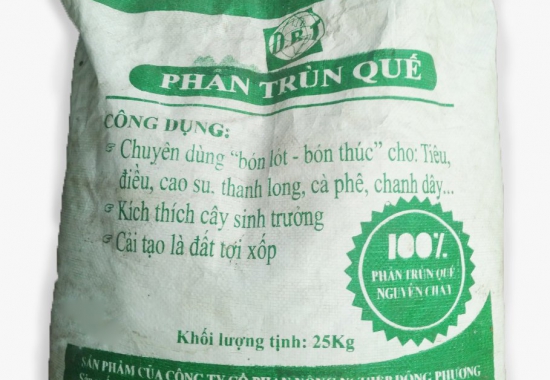 D.P.T
PHÂN TRÙN QUẾ
CÔNG DỤNG:
Chuyên dùng "bón lót - bón thúc" cho: Tiêu,
điều, cao su, thanh long, cà phê, chanh dây...
Kích thích cây sinh trưởng
Cải tạo là đất tợi xốp
100%
PHÂN TRÙN QUẾ
NGUYÊN CHẤT
Khối lượng tịnh: 25Kg
SẢN PHẨM CỦA CÔNG TY CỔ PHẦN NÔNG NGHIỆP ĐÔNG PHƯƠNG